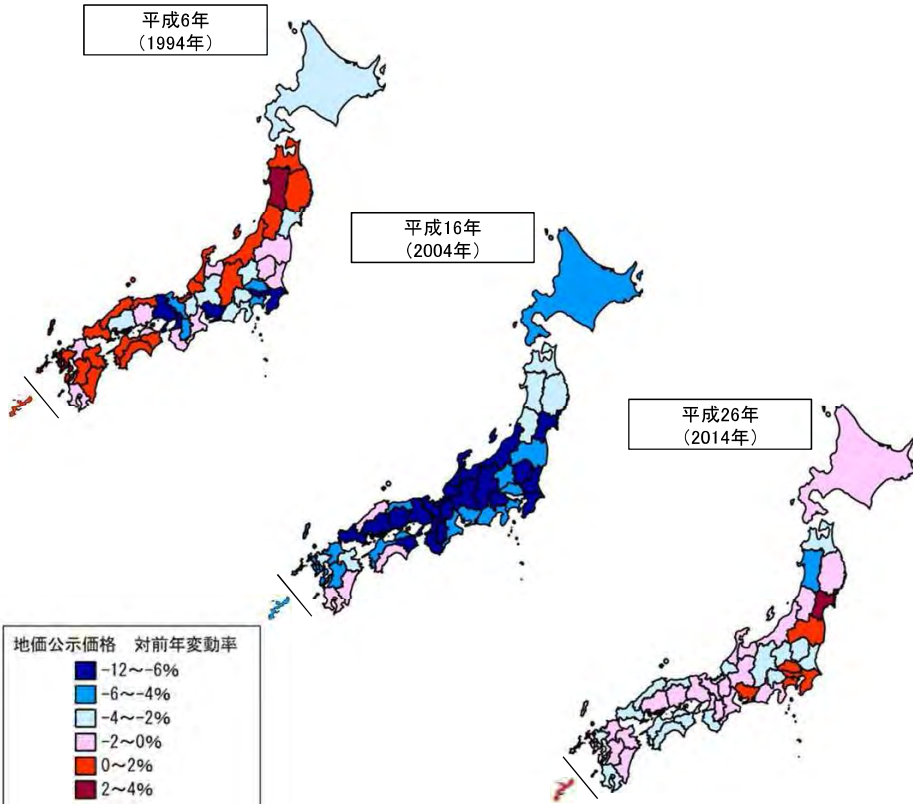 平成6年
(1994年)
平成16年
(2004年)
平成26年
(2014年)
地価公示価格　対前年変動率
-12～-6%
-6～-4%
-4～-2%
-2～0%
0～2%
2～4%